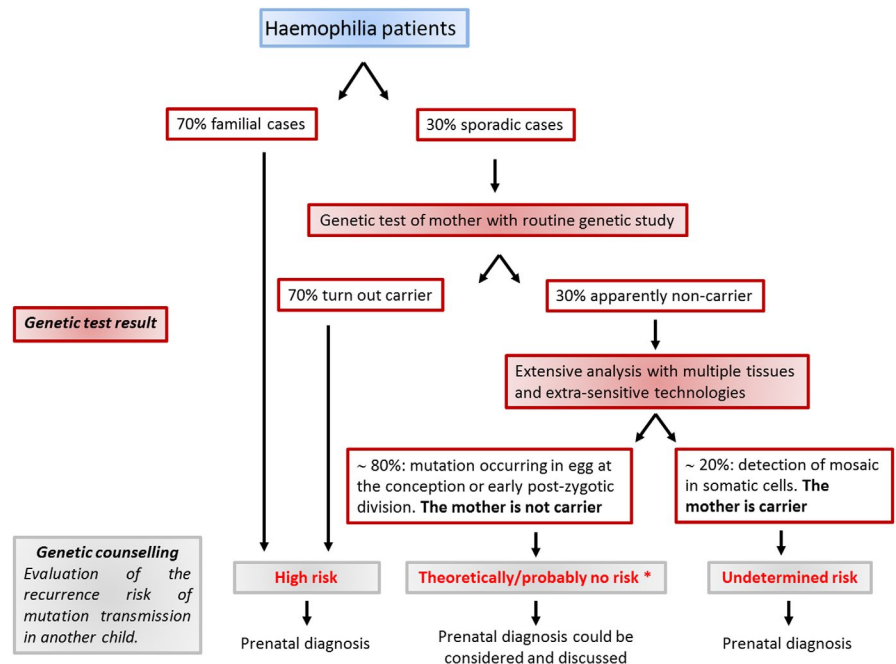 Haemophilia patients
70% familial cases
30% sporadic cases
Genetic test of mother with routine genetic study
70% turn out carrier
30% apparently non-carrier
Genetic test result
Extensive analysis with multiple tissues
and extra-sensitive technologies
~ 80%: mutation occurring in egg at
the conception or early post-zygotic
division. The mother is not carrier
~ 20%: detection of mosaic
in somatic cells. The
mother is carrier
Genetic counselling
Evaluation of the
recurrence risk of
mutation transmission
in another child.
High risk
Theoretically/probably no risk *
Undetermined risk
Prenatal diagnosis
Prenatal diagnosis could be
considered and discussed
Prenatal diagnosis